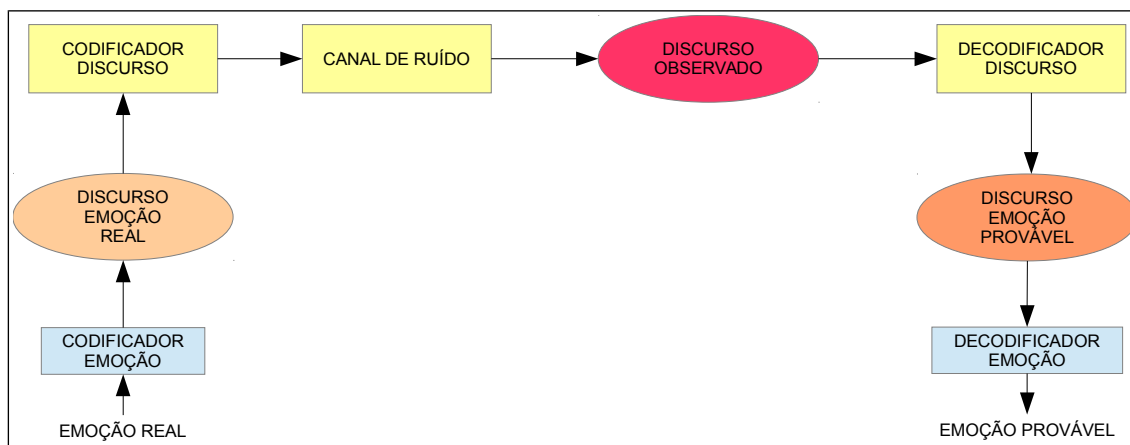 CODIFICADOR
DISCURSO
CANAL DE RUÍDO
DISCURSO
OBSERVADO
DECODIFICADOR
DISCURSO
DISCURSO
EMOÇÃO
REAL
DISCURSO
EMOÇÃO
PROVÁVEL
CODIFICADOR
EMOÇÃO
DECODIFICADOR
EMOÇÃO
EMOÇÃO REAL
EMOÇÃO PROVÁVEL